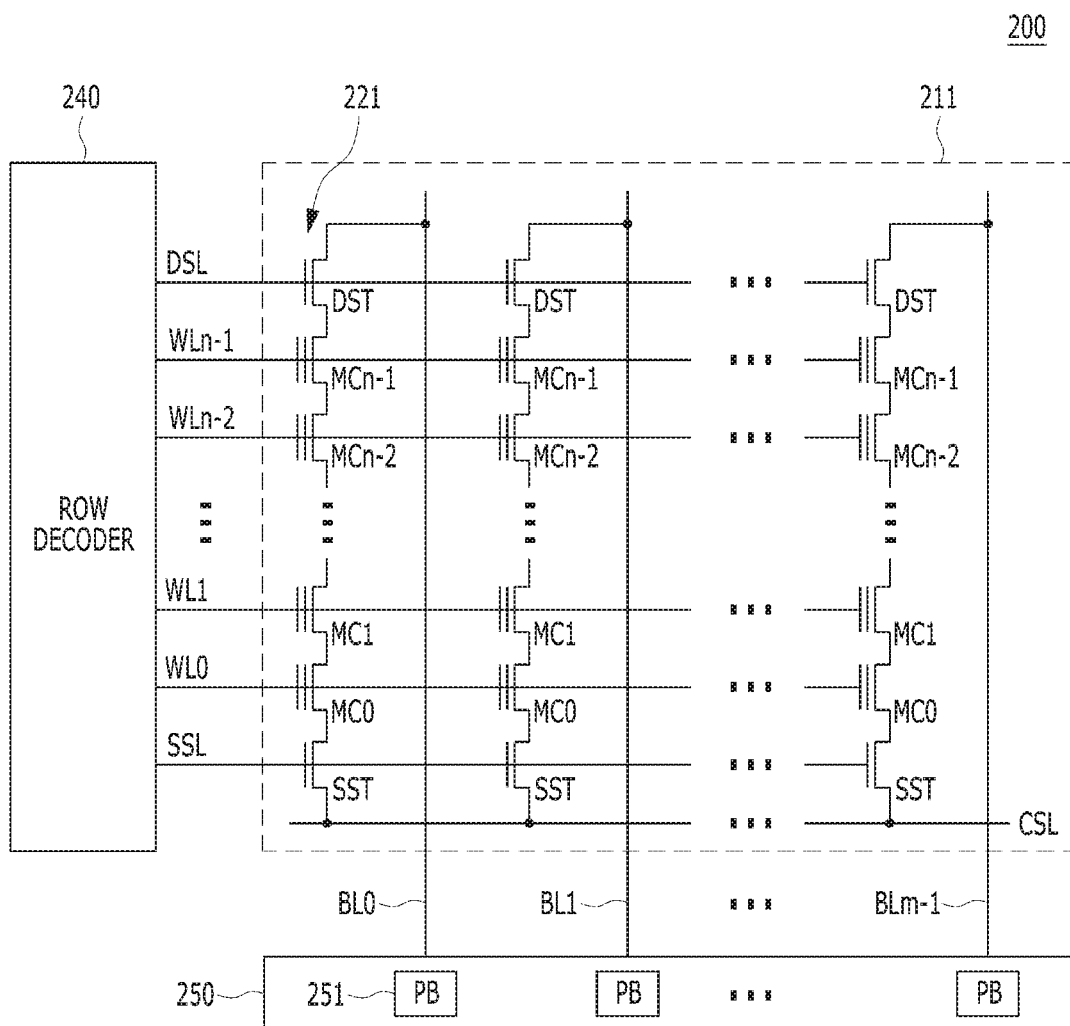 200
240 221 211
DSL
DST DST DST
WLn-1
MCn-1 MCn-1 MCn-1
WLn-2
MCn-2 MCn-2 MCn-2
ROW
DECODER
WL1
MC1 MC1 MC1
WL0
MC0 MC0 MC0
SSL
SST SST SST
CSL
BL0 BL1 BLm-1
250 251 PB PB PB